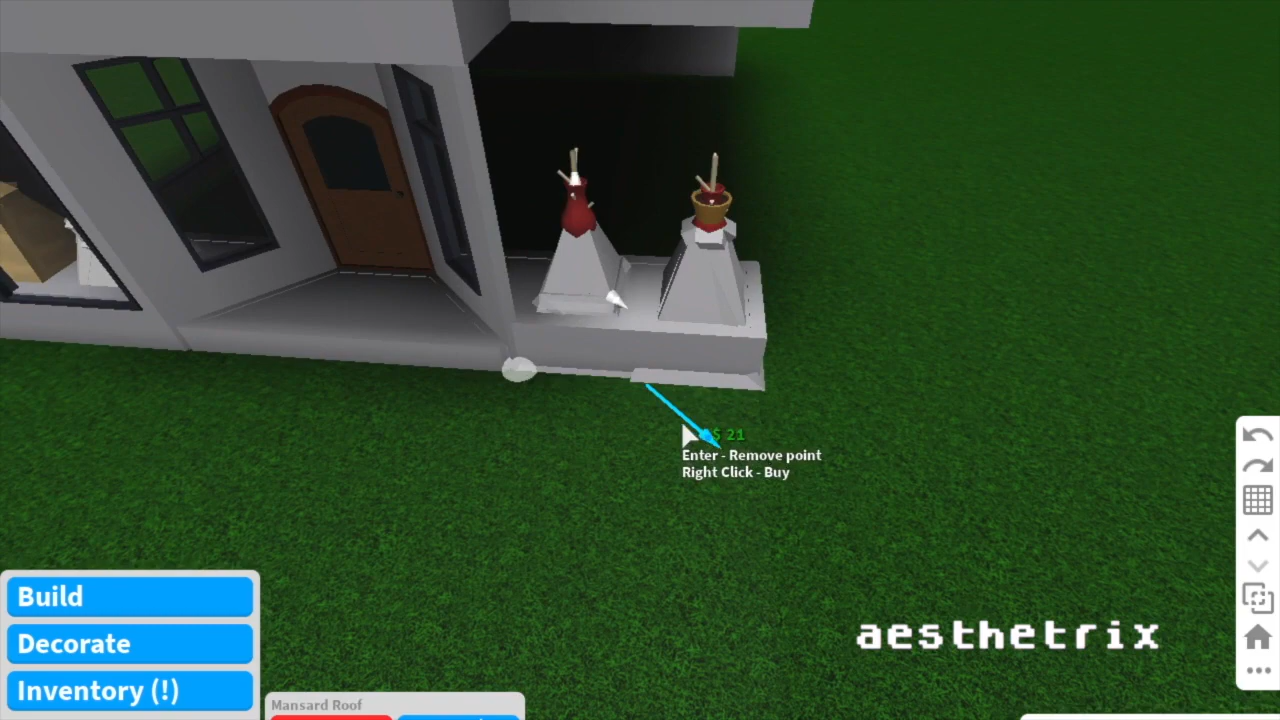 $ 21
Enter - Remove point
Right Click - Buy
Build
Decorate
Inventory (!)
aesthetrix
Mansard Roof